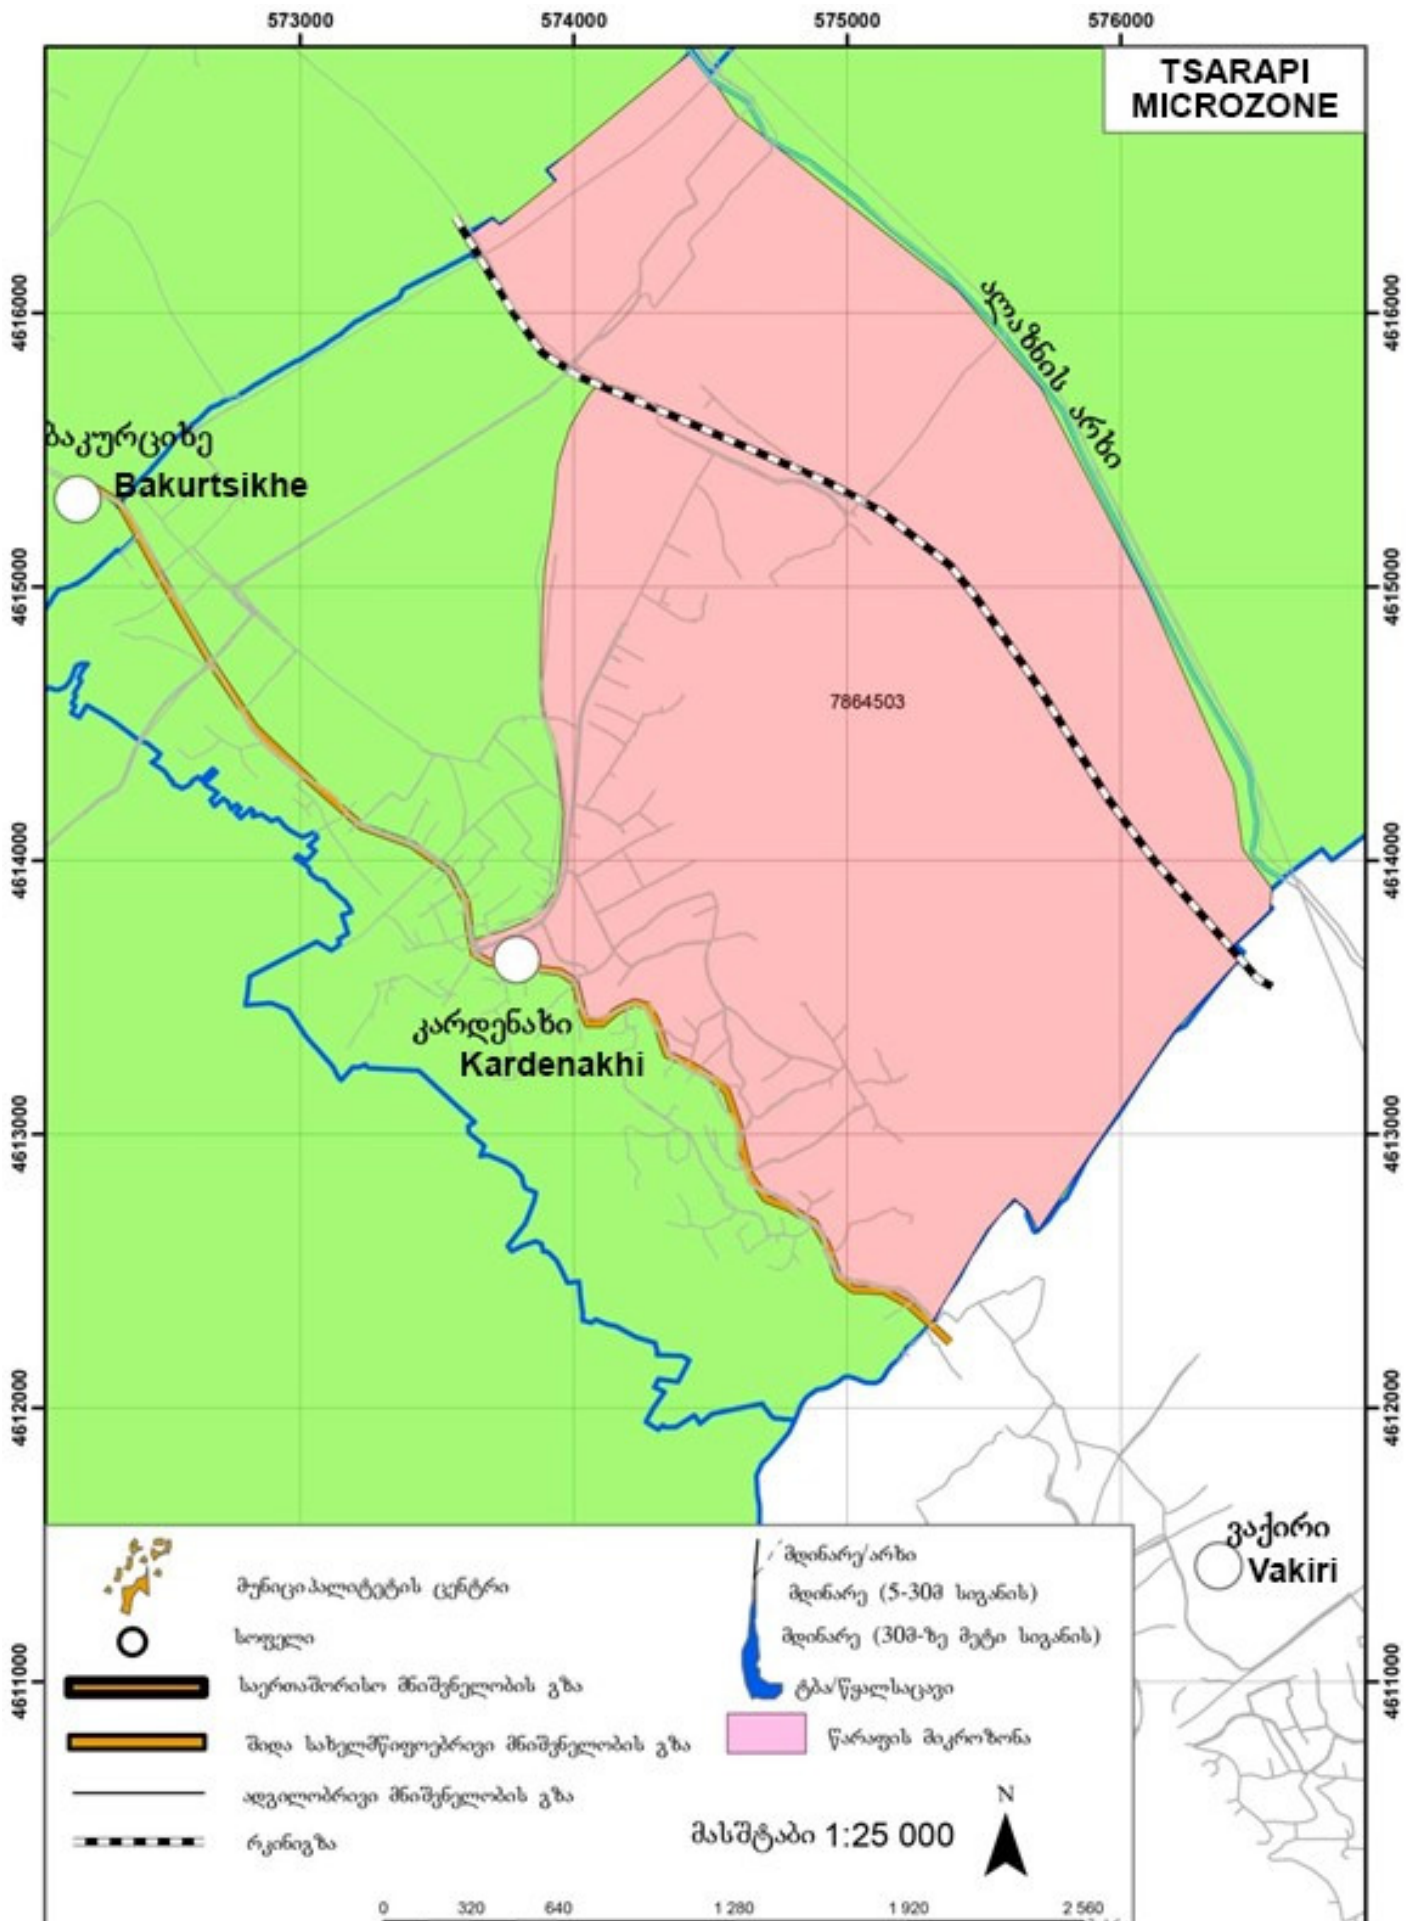 573000
574000
575000
576000
TSARAPI
MICROZONE
4616000
4616000
ალაზნის არხი
ბაკურციხე
Bakurtsikhe
4615000
4615000
7864503
4614000
4614000
კარდენახი
Kardenakhi
4613000
4613000
4612000
4612000
ვაქირი
Vakiri
4611000
4611000
მუნიციპალიტეტის ცენტრი
სოფელი
საერთაშორისო მნიშვნელობის გზა
შიდა სახელმწიფოებრივი მნიშვნელობის გზა
ადგილობრივი მნიშვნელობის გზა
რკინიგზა
მდინარე/არხი
მდინარე (5-30მ სიგანის)
მდინარე (30მ-ზე მეტი სიგანის)
ტბა/წყალსაცავი
წარაფის მიკროზონა
N
მასშტაბი 1:25 000
0 320 640 1 280 1 920 2 560